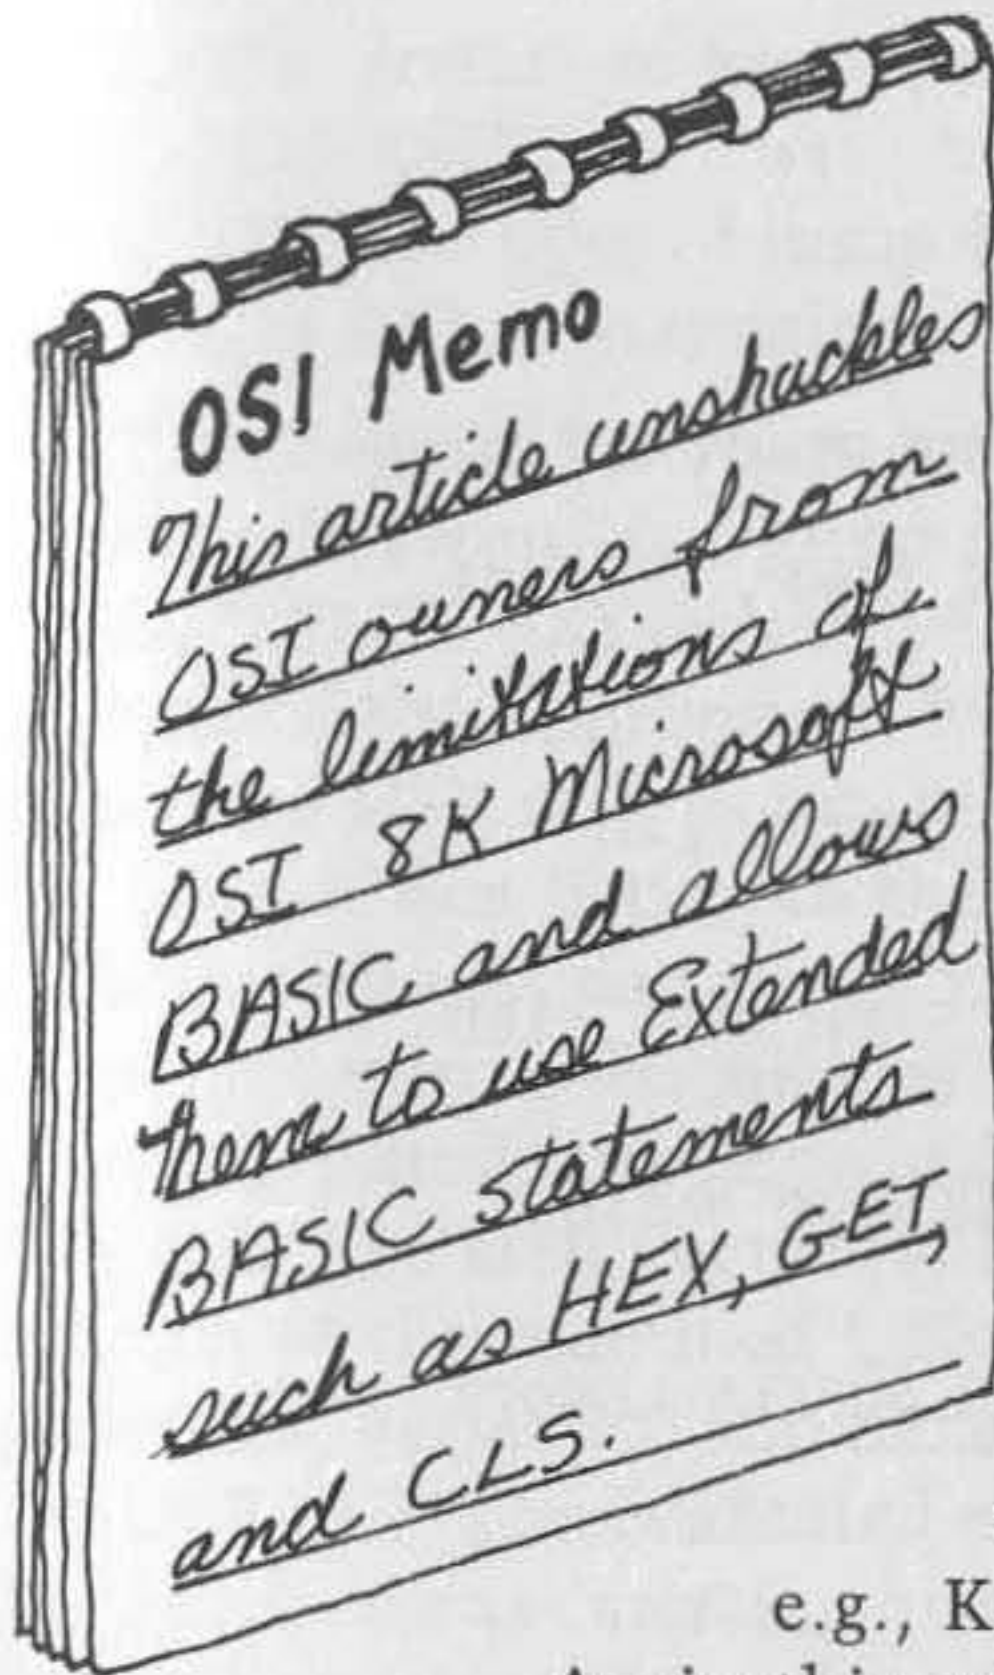 OSI Memo
This article unshackles
OSI owners from
the limitations of
OSI 8K Microsoft
BASIC and allows
them to use Extended
BASIC statements
such as HEX, GET,
and CLS.
e.g., K